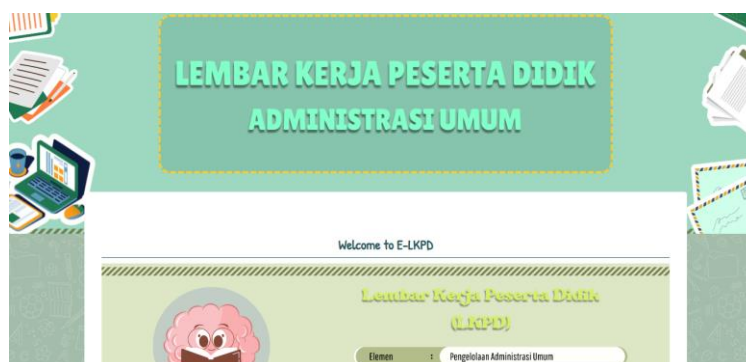 LEMBAR KERJA PESERTA DIDIK
ADMINISTRASI UMUM
Welcome to E-LKPD
Lembar Kerja Peserta Didik
(LKPD)
Elemen : Pengelolaan Administrasi Umum